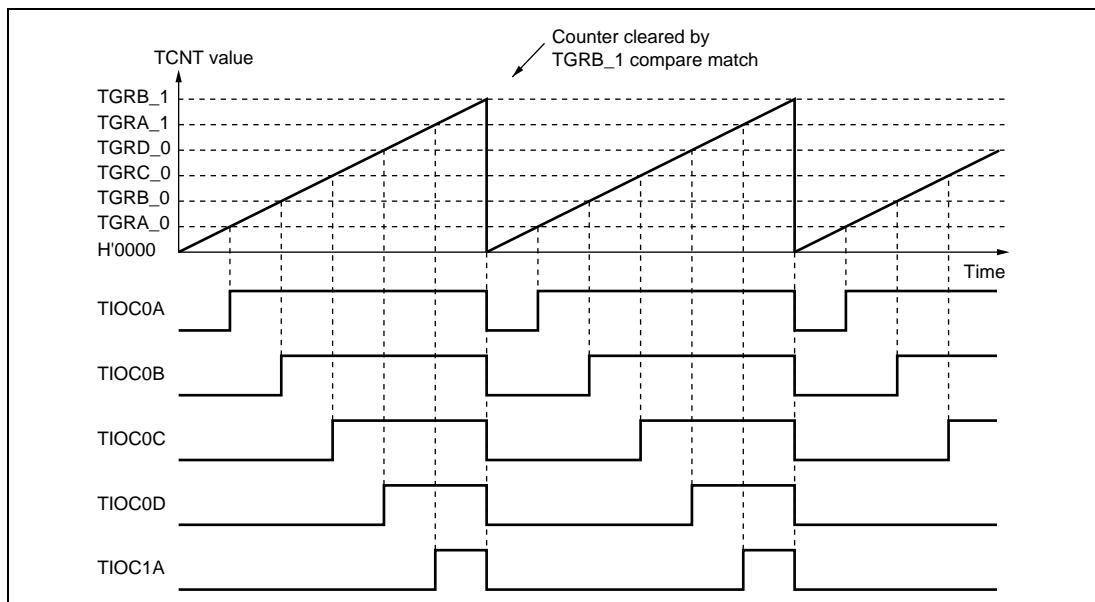 Counter cleared by
TGRB_1 compare match
TCNT value
TGRB_1
TGRA_1
TGRD_0
TGRC_0
TGRB_0
TGRA_0
H'0000
Time
TIOC0A
TIOC0B
TIOC0C
TIOC0D
TIOC1A